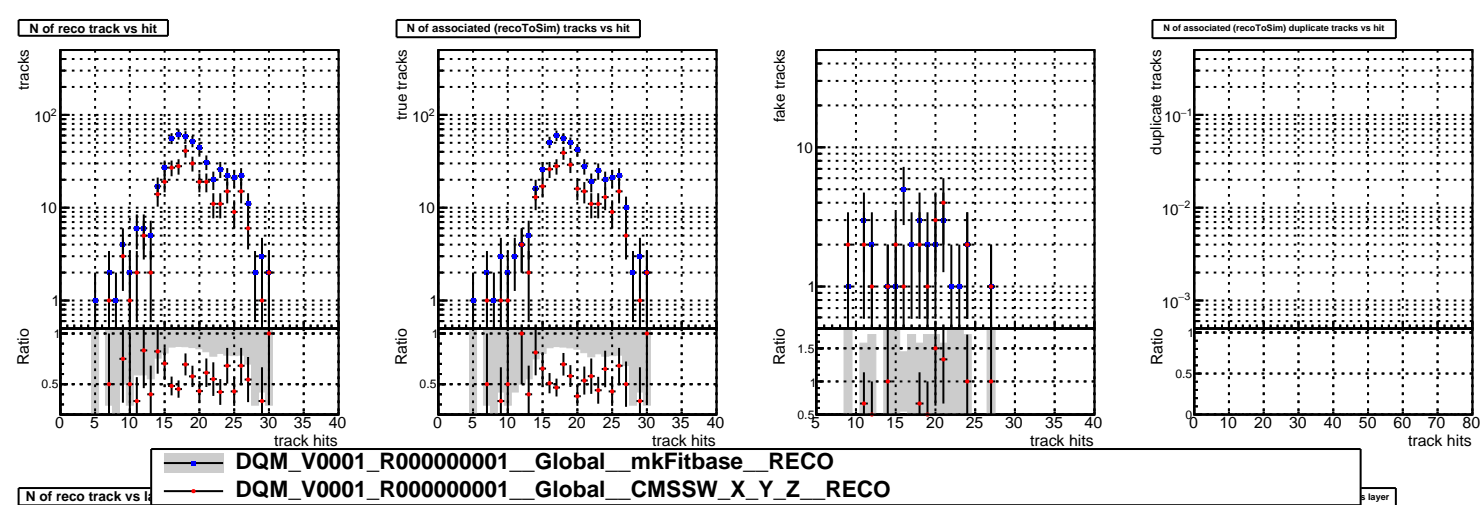 N of reco track vs hit
N of associated (recoToSim) tracks vs hit
N of associated (recoToSim) duplicate tracks vs hit
tracks
10²
10
1
Ratio
1
0.5
0 5 10 15 20 25 30 35 40
track hits
true tracks
10²
10
1
Ratio
1
0.5
0 5 10 15 20 25 30 35 40
track hits
fake tracks
10
1
Ratio
1.5
1
0.5
5 10 15 20 25 30 35 40
track hits
duplicate tracks
10⁻¹
10⁻²
10⁻³
Ratio
1
0.5
0
0 10 20 30 40 50 60 70 80
track hits
DQM_V0001_R000000001__Global__mkFitbase__RECO
DQM_V0001_R000000001__Global__CMSSW_X_Y_Z__RECO
N of reco track vs la
s layer